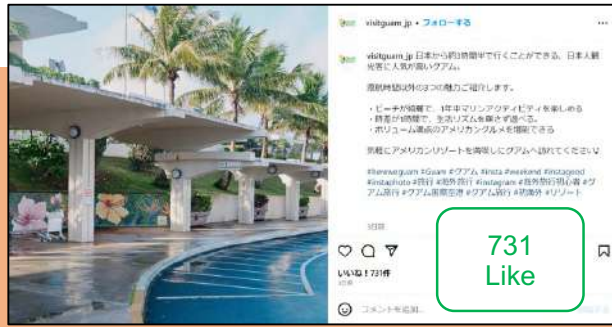 visitguam_jp • フォローする
visitguam_jp 日本から約3時間半で行くことができる、日本人観
光客に人気が高いグアム。
渡航時間以外の3つの魅力ご紹介します。
・ビーチが綺麗で、1年中マリンアクティビティを楽しめる
・時差が1時間で、生活リズムを崩さず遊べる。
・ボリューム満点のアメリカングルメを堪能できる
気軽にアメリカンリゾートを満喫しにグアムへ訪れてください
#hereweguam #Guam #グアム #insta #weekend #instagood
#instaphoto #旅行 #海外旅行 #instagram #海外旅行初心者 #グ
アム旅行 #グアム国際空港 #グアム旅行 #初海外 #リゾート
いいね！731件
コメントを追加...
731
Like